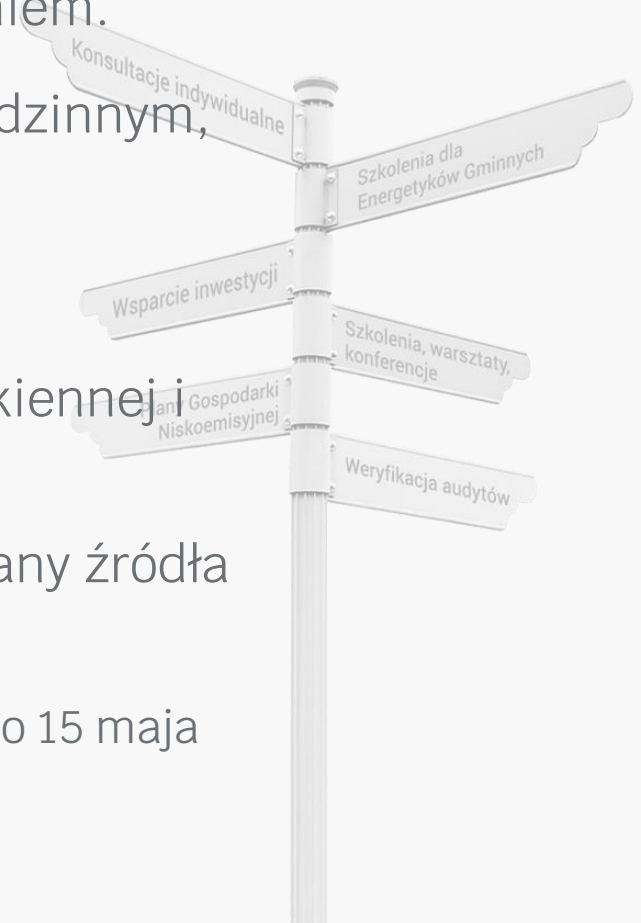 dzinnym,
Konsultacje indywidualne
Szkolenia dla
Energetyków Gminnych
Wsparcie inwestycji
Szkolenia, warsztaty,
konferencje
kiennej i
Plany Gospodarki
Niskoemisyjnej
Weryfikacja audytów
any źródła
o 15 maja